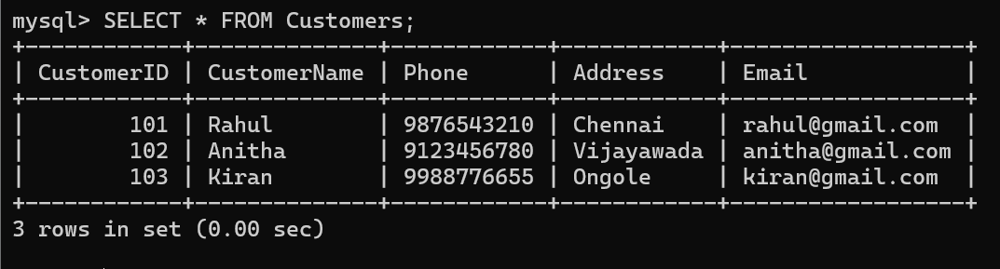 mysql> SELECT * FROM Customers;
+------------+--------------+------------+------------+------------------+
| CustomerID | CustomerName | Phone      | Address    | Email            |
+------------+--------------+------------+------------+------------------+
|        101 | Rahul        | 9876543210 | Chennai    | rahul@gmail.com  |
|        102 | Anitha       | 9123456780 | Vijayawada | anitha@gmail.com |
|        103 | Kiran        | 9988776655 | Ongole     | kiran@gmail.com  |
+------------+--------------+------------+------------+------------------+
3 rows in set (0.00 sec)